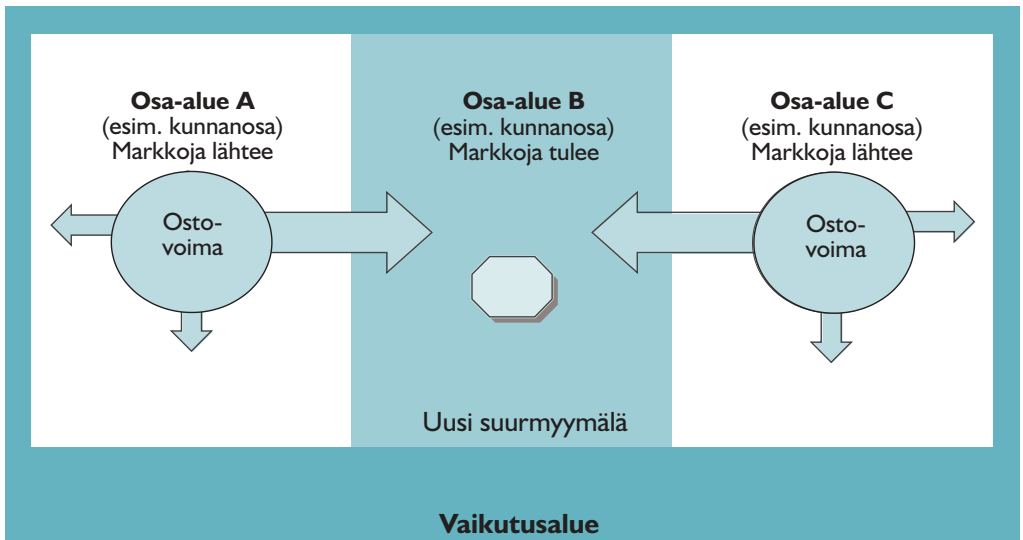 Osa-alue A
(esim. kunnanosa)
Markkoja lähtee
Osto-
voima
Osa-alue B
(esim. kunnanosa)
Markkoja tulee
Uusi suurmyymälä
Osa-alue C
(esim. kunnanosa)
Markkoja lähtee
Osto-
voima
Vaikutusalue